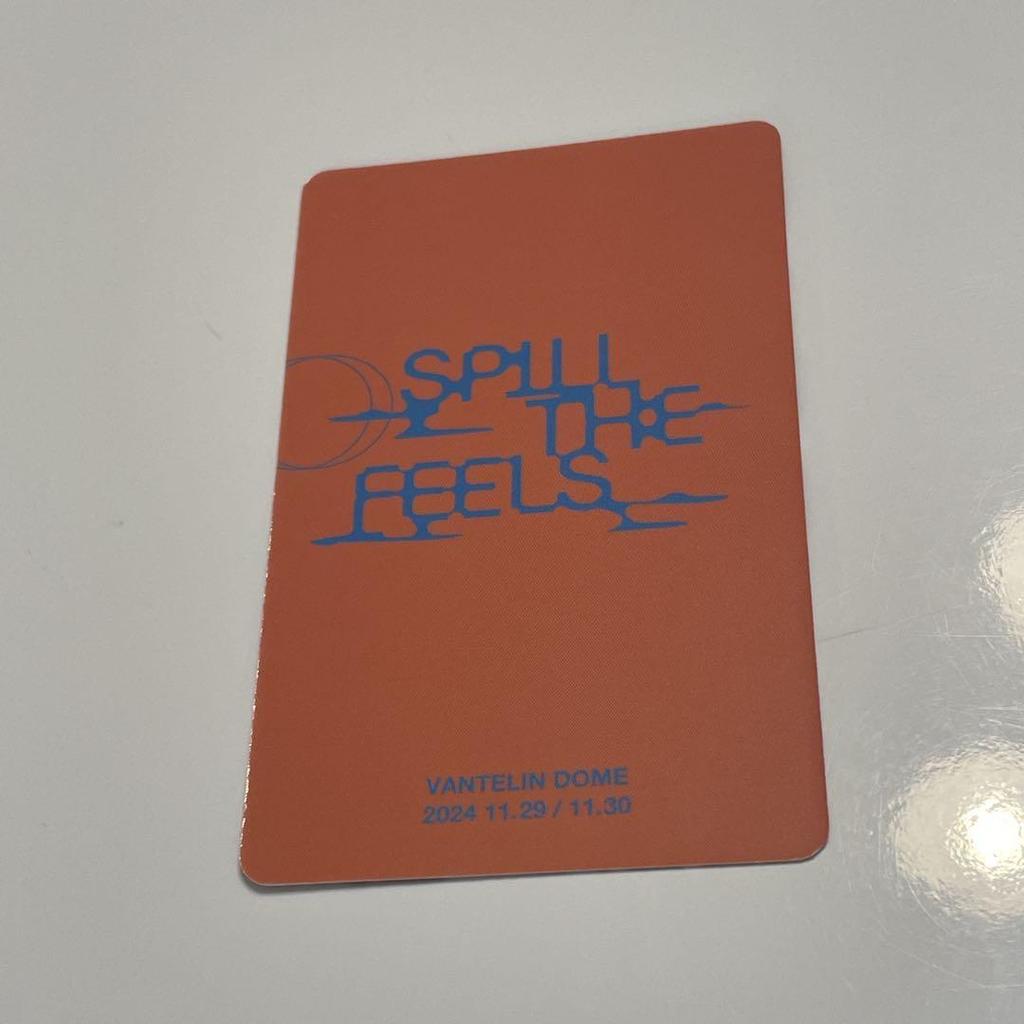 SPILL
THE
FEELS
VANTELIN DOME
2024 11.29 / 11.30